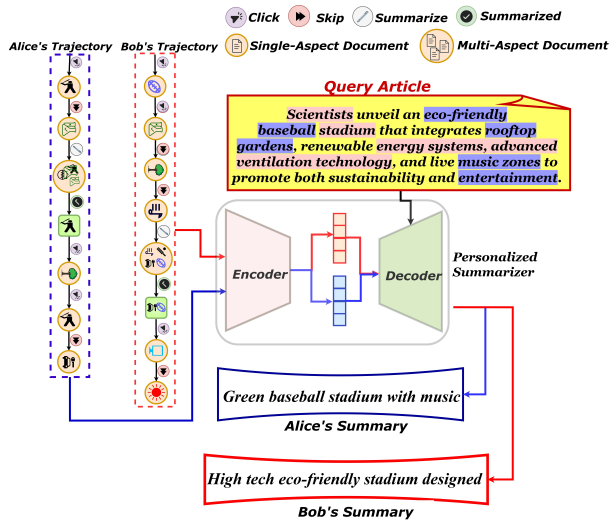 Click Skip Summarize Summarized
Alice's Trajectory Bob's Trajectory Single-Aspect Document Multi-Aspect Document
Query Article
Scientists unveil an eco-friendly
baseball stadium that integrates rooftop
gardens, renewable energy systems, advanced
ventilation technology, and live music zones to
promote both sustainability and entertainment.
Encoder Decoder
Personalized
Summarizer
Green baseball stadium with music
Alice's Summary
High tech eco-friendly stadium designed
Bob's Summary